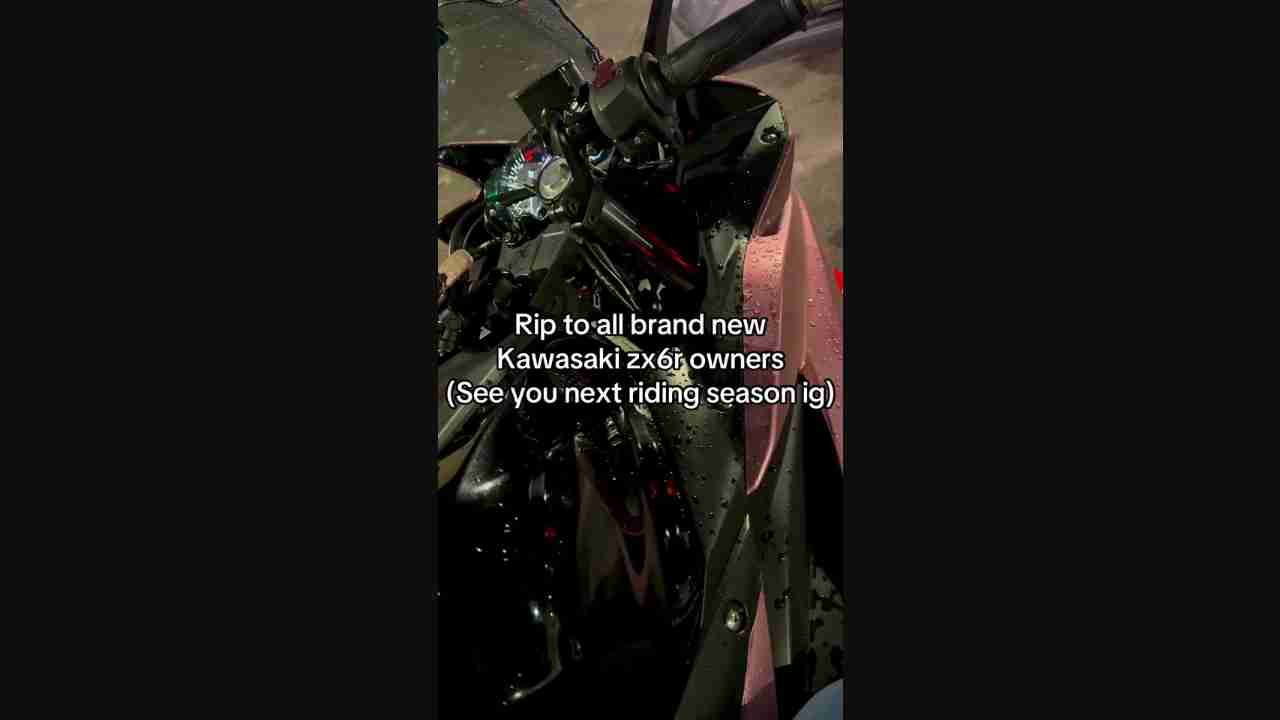 Rip to all brand new
Kawasaki zx6r owners
(See you next riding season ig)